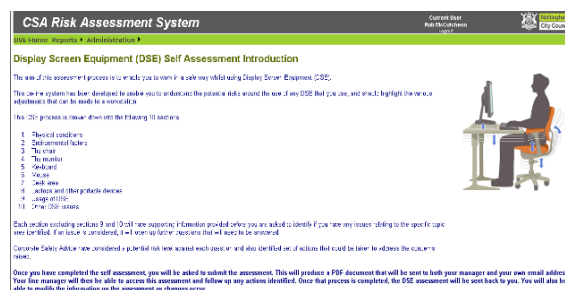 CSA Risk Assessment System
Current User
Rob McCutcheon
Logout
Nottingham
City Council
DSE Home Reports Administration
Display Screen Equipment (DSE) Self Assessment Introduction
The aim of this assessment process is to enable you to work in a safe way whilst using Display Screen Equipment (DSE).
This on-line system has been developed to enable you to understand the potential risks around the use of any DSE that you use, and should highlight the various
adjustments that can be made to a workstation.
This DSE process is broken down into the following 10 sections
1. Physical conditions
2. Environmental factors
3. The chair
4. The monitor
5. Keyboard
6. Mouse
7. Desk area
8. Laptops and other portable devices
9. Usage of DSE
10. Other DSE issues
Each section excluding sections 9 and 10 will have supporting information provided before you are asked to identify if you have any issues relating to the specific topic
area identified. If an issue is considered, it will open up further questions that will need to be answered.
Corporate Safety Advice have considered a potential risk level against each question and also identified set of actions that could be taken to address the concerns
raised.
Once you have completed the self assessment, you will be asked to submit the assessment. This will produce a PDF document that will be sent to both your manager and your own email address
Your line manager will then be able to access this assessment and follow up any actions identified. Once that process is completed, the DSE assessment will be sent back to you. You will also be
able to modify the information on the assessment as changes occur.